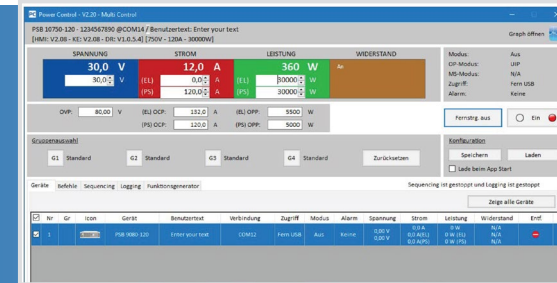 Power Control - V2.20 - Multi Control
PSB 10750-120 - 1234567890 @COM14 / Benutzertext: Enter your text
[HMI: V2.08 - KE: V2.08 - DR: V1.0.5.4] [750V - 120A - 30000W]
Graph öffnen
SPANNUNG STROM LEISTUNG WIDERSTAND
30,0 V 12,0 A 360 W
30,0 V (EL) 0,0 A (EL) 30000 W
(PS) 120,0 A (PS) 30000 W
Modus: Aus
OP-Modus: UIP
MS-Modus: N/A
Zugriff: Fern USB
Alarm: Keine
OVP: 80,00 V (EL) OCP: 132,0 A (EL) OPP: 5500 W
(PS) OCP: 120,0 A (PS) OPP: 5000 W
Fernstrg. aus Ein
Gruppenauswahl
G1 Standard G2 Standard G3 Standard G4 Standard Zurücksetzen
Konfiguration
Speichern Laden
Lade beim App Start
Geräte Befehle Sequencing Logging Funktionsgenerator
Sequencing ist gestoppt und Logging ist gestoppt
Zeige alle Geräte
Nr Gr Icon Gerät Benutzertext Verbindung Zugriff Modus Alarm Spannung Strom Leistung Widerstand Entf.
1 PSB 9080-120 Enter your text COM12 Fern USB Aus Keine
0,00 V 0,0 A 0 W N/A
0,00 V 0,0 A(EL) 0 W (EL) N/A
0,0 A(PS) 0 W (PS) N/A